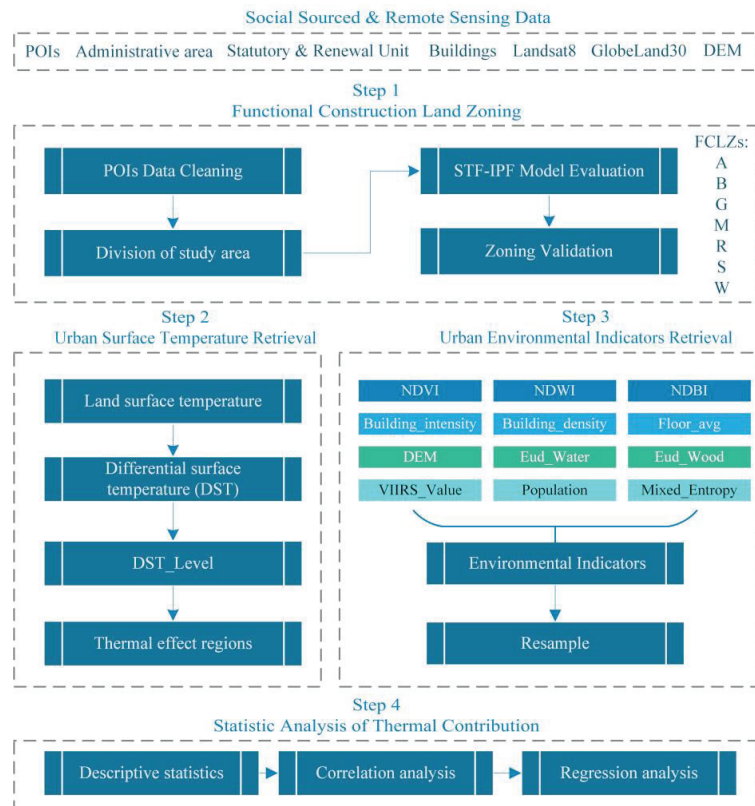 Social Sourced & Remote Sensing Data
POIs Administrative area Statutory & Renewal Unit Buildings Landsat8 GlobeLand30 DEM
Step 1
Functional Construction Land Zoning
POIs Data Cleaning
Division of study area
STF-IPF Model Evaluation
Zoning Validation
FCLZs:
A
B
G
M
R
S
W
Step 2
Urban Surface Temperature Retrieval
Land surface temperature
Differential surface
temperature (DST)
DST_Level
Thermal effect regions
Step 3
Urban Environmental Indicators Retrieval
NDVI NDWI NDBI
Building_intensity Building_density Floor_avg
DEM Eud_Water Eud_Wood
VIIRS_Value Population Mixed_Entropy
Environmental Indicators
Resample
Step 4
Statistic Analysis of Thermal Contribution
Descriptive statistics Correlation analysis Regression analysis